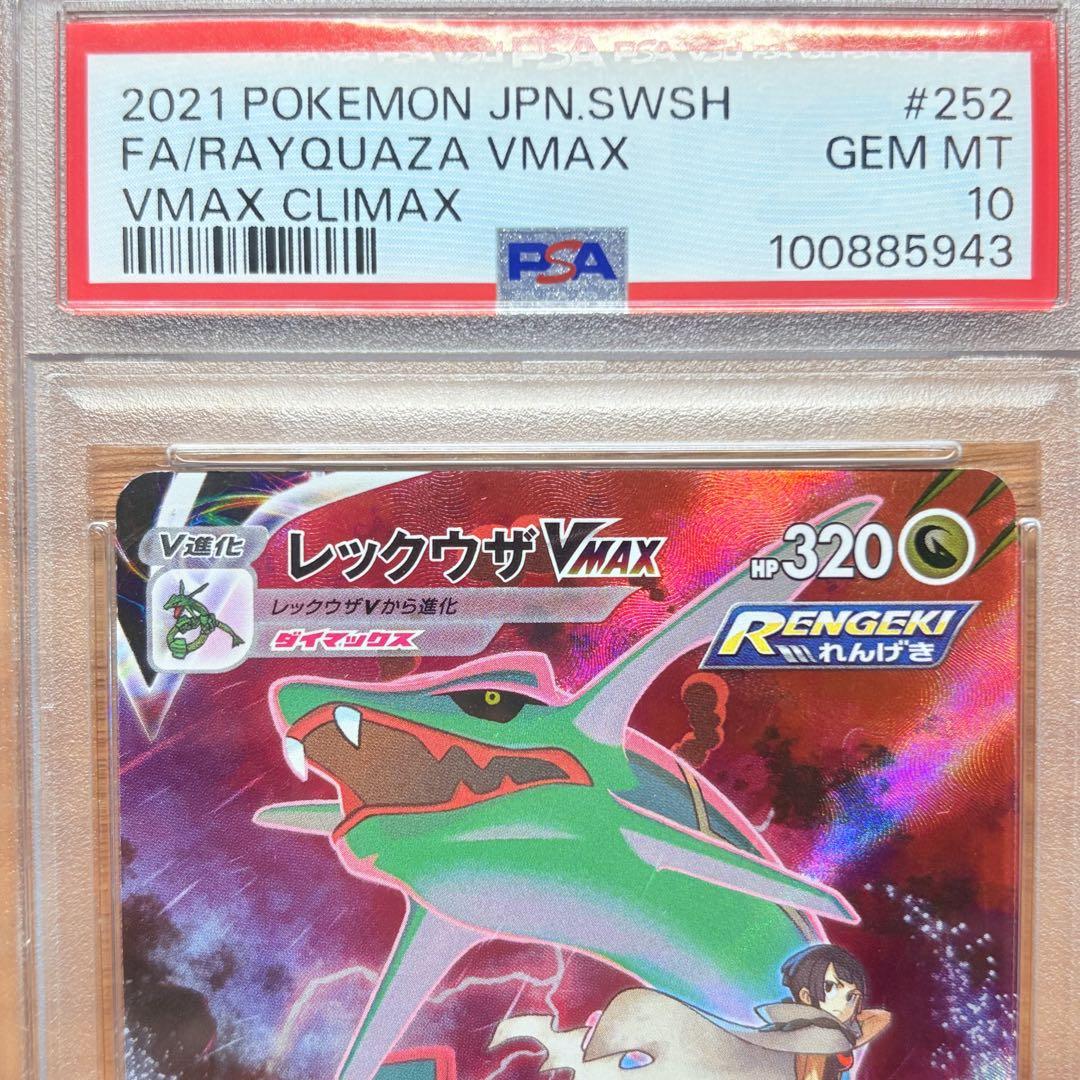 2021 POKEMON JPN.SWSH #252
FA/RAYQUAZA VMAX GEM MT
VMAX CLIMAX 10
100885943
PSA
V進化
レックウザVMAX
HP320
レックウザVから進化
ダイマックス
RENGEKI
れんげき